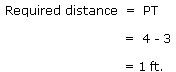 Required distance = PT
= 4 - 3
= 1 ft.